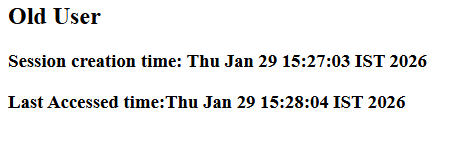 Old User
Session creation time: Thu Jan 29 15:27:03 IST 2026
Last Accessed time:Thu Jan 29 15:28:04 IST 2026